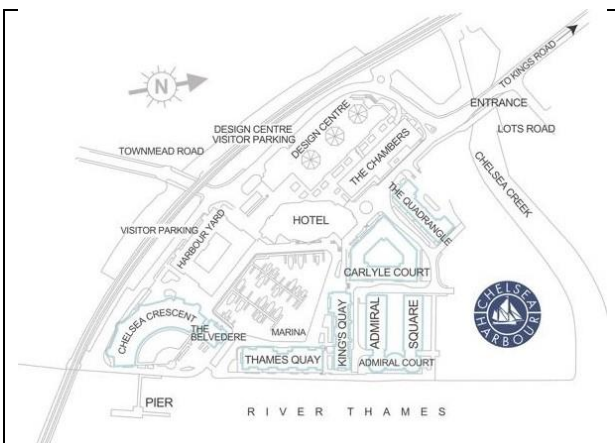 N
TO KINGS ROAD
ENTRANCE
LOTS ROAD
DESIGN CENTRE
DESIGN CENTRE
VISITOR PARKING
TOWNMEAD ROAD
THE CHAMBERS
CHELSEA CREEK
THE QUADRANGLE
VISITOR PARKING
HARBOUR YARD
HOTEL
CARLYLE COURT
CHELSEA
HARBOUR
CHELSEA CRESCENT
THE
BELVEDERE
MARINA
KING'S QUAY
ADMIRAL
SQUARE
THAMES QUAY
ADMIRAL COURT
PIER
RIVER THAMES